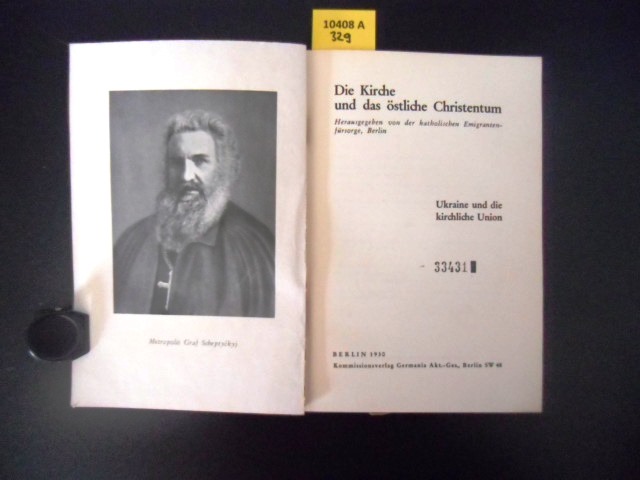 10408 A
329
Metropolit Graf Scheptyćkyj
Die Kirche
und das östliche Christentum
Herausgegeben von der katholischen Emigranten-
fürsorge, Berlin
Ukraine und die
kirchliche Union
33431
BERLIN 1930
Kommissionsverlag Germania Akt.-Ges., Berlin SW 48